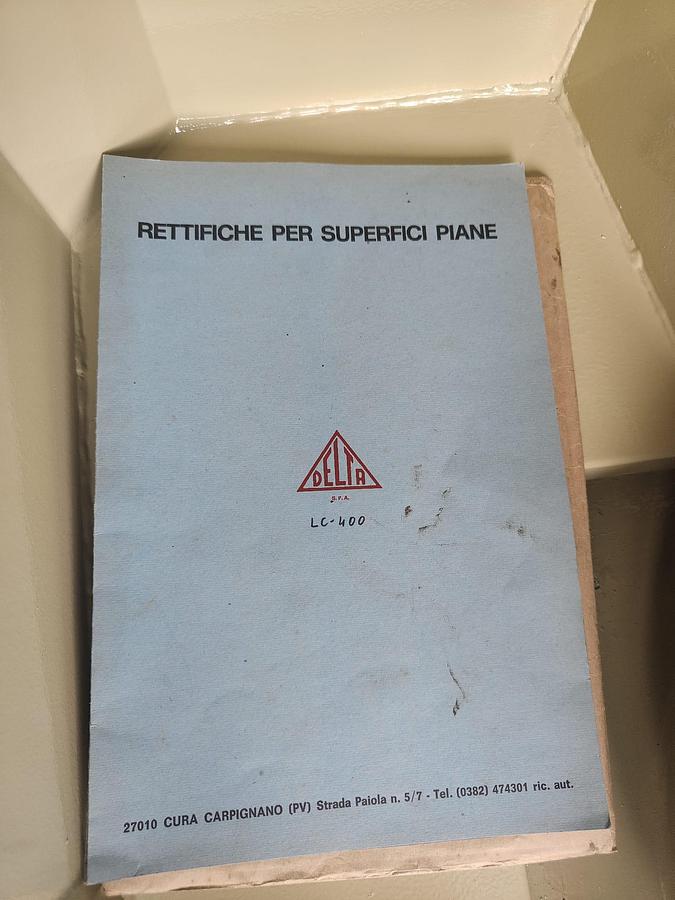 RETTIFICHE PER SUPERFICI PIANE
DELTA
S.P.A.
LC-400
27010 CURA CARPIGNANO (PV) Strada Paiola n. 5/7 - Tel. (0382) 474301 ric. aut.